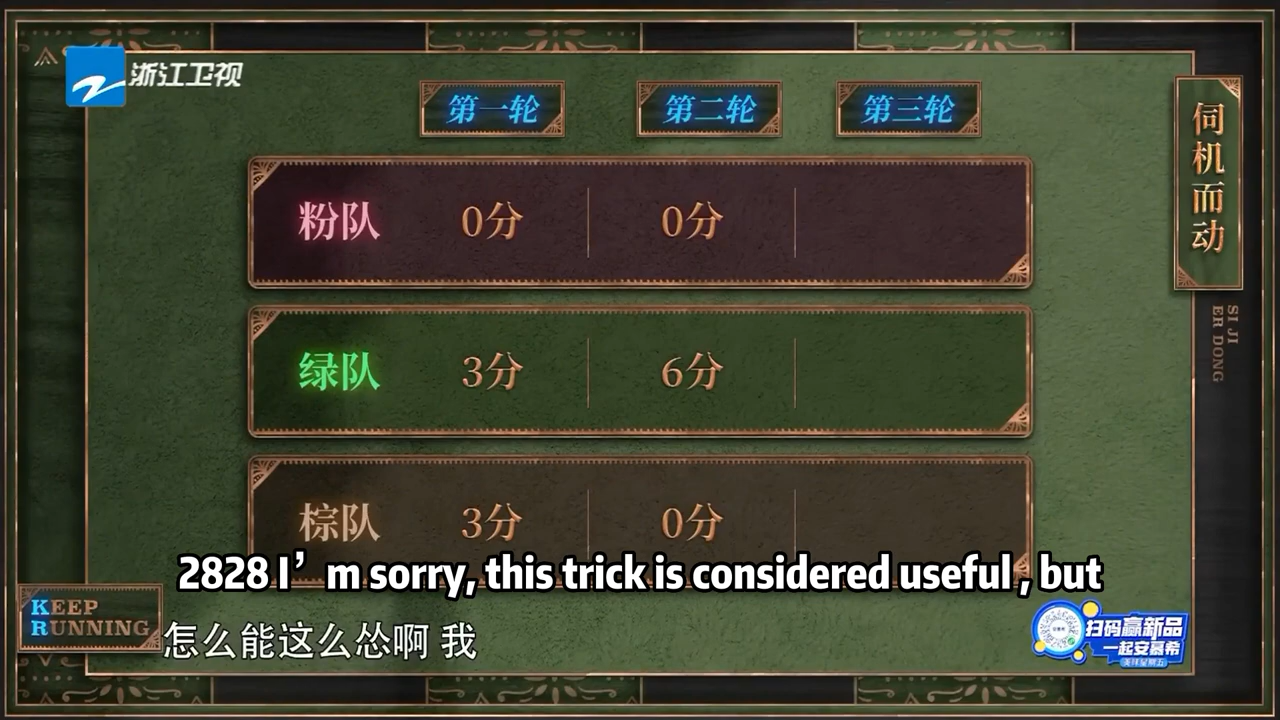 浙江卫视
第一轮 第二轮 第三轮
伺机而动
SI JI
ER DONG
粉队 0分 0分
绿队 3分 6分
棕队 3分 0分
2828 I’m sorry, this trick is considered useful , but
KEEP
RUNNING
怎么能这么怂啊 我
扫码赢新品
一起安慕希